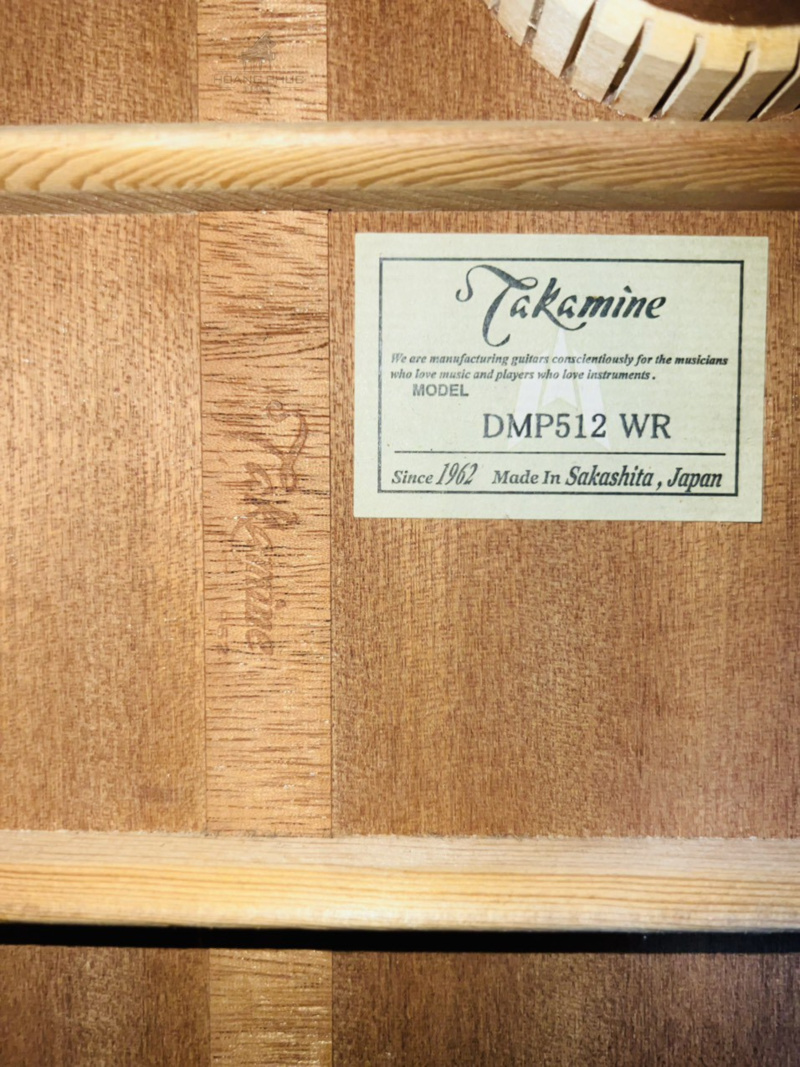 Takamine
We are manufacturing guitars conscientiously for the musicians
who love music and players who love instruments .
MODEL
DMP512 WR
Since 1962 Made In Sakashita , Japan
Takamine